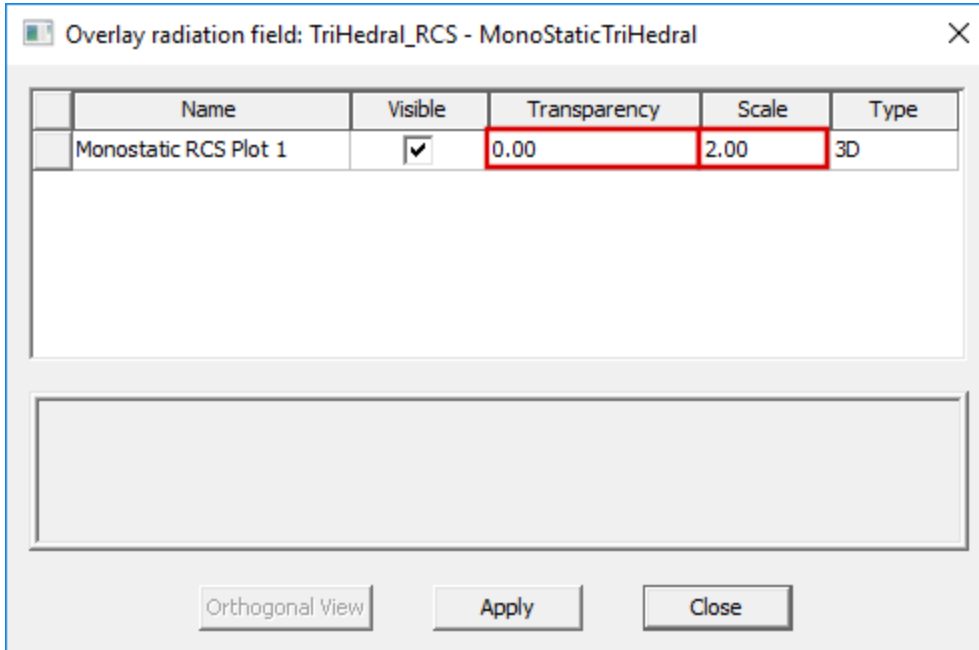 Overlay radiation field: TriHedral_RCS - MonoStaticTriHedral
Name Visible Transparency Scale Type
Monostatic RCS Plot 1 0.00 2.00 3D
Orthogonal View Apply Close